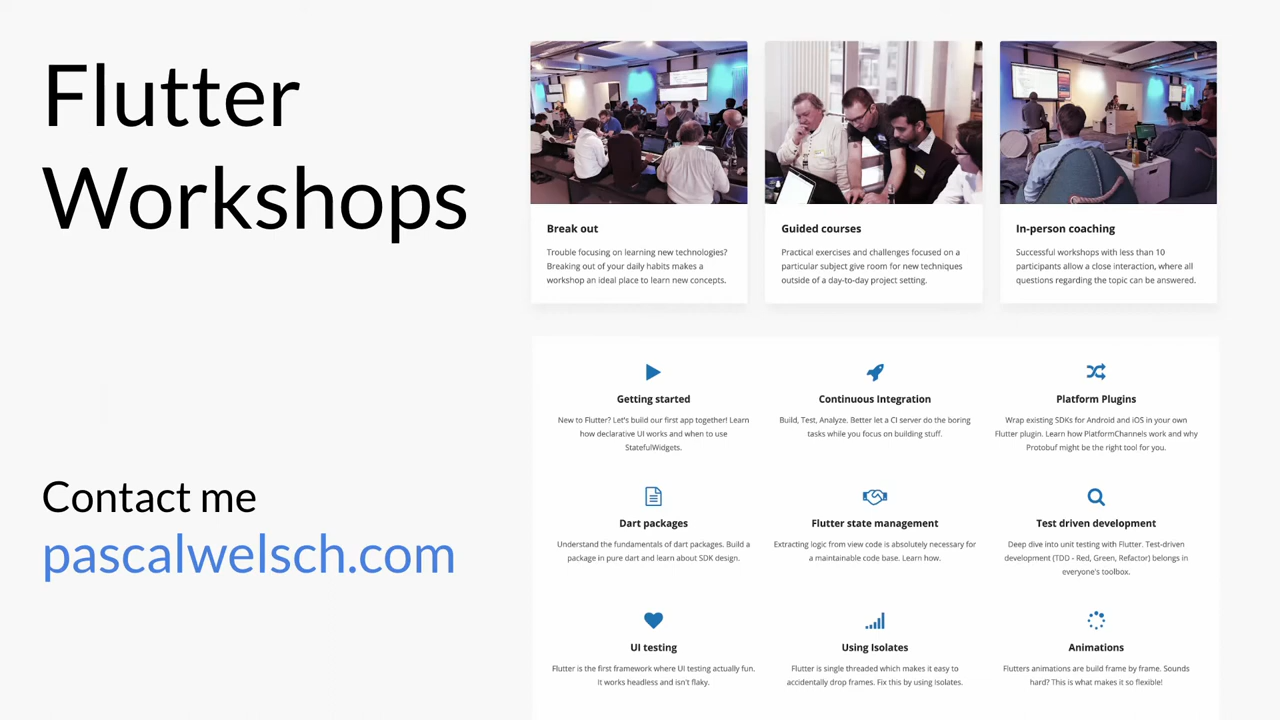 Flutter
Workshops
Contact me
pascalwelsch.com
Break out
Trouble focusing on learning new technologies?
Breaking out of your daily habits makes a
workshop an ideal place to learn new concepts.
Guided courses
Practical exercises and challenges focused on a
particular subject give room for new techniques
outside of a day-to-day project setting.
In-person coaching
Successful workshops with less than 10
participants allow a close interaction, where all
questions regarding the topic can be answered.
Getting started
New to Flutter? Let's build our first app together! Learn
how declarative UI works and when to use
StatefulWidgets.
Continuous Integration
Build, Test, Analyze. Better let a CI server do the boring
tasks while you focus on building stuff.
Platform Plugins
Wrap existing SDKs for Android and iOS in your own
Flutter plugin. Learn how PlatformChannels work and why
Protobuf might be the right tool for you.
Dart packages
Understand the fundamentals of dart packages. Build a
package in pure dart and learn about SDK design.
Flutter state management
Extracting logic from view code is absolutely necessary for
a maintainable code base. Learn how.
Test driven development
Deep dive into unit testing with Flutter. Test-driven
development (TDD - Red, Green, Refactor) belongs in
everyone's toolbox.
UI testing
Flutter is the first framework where UI testing actually fun.
It works headless and isn't flaky.
Using Isolates
Flutter is single threaded which makes it easy to
accidentally drop frames. Fix this by using Isolates.
Animations
Flutters animations are build frame by frame. Sounds
hard? This is what makes it so flexible!